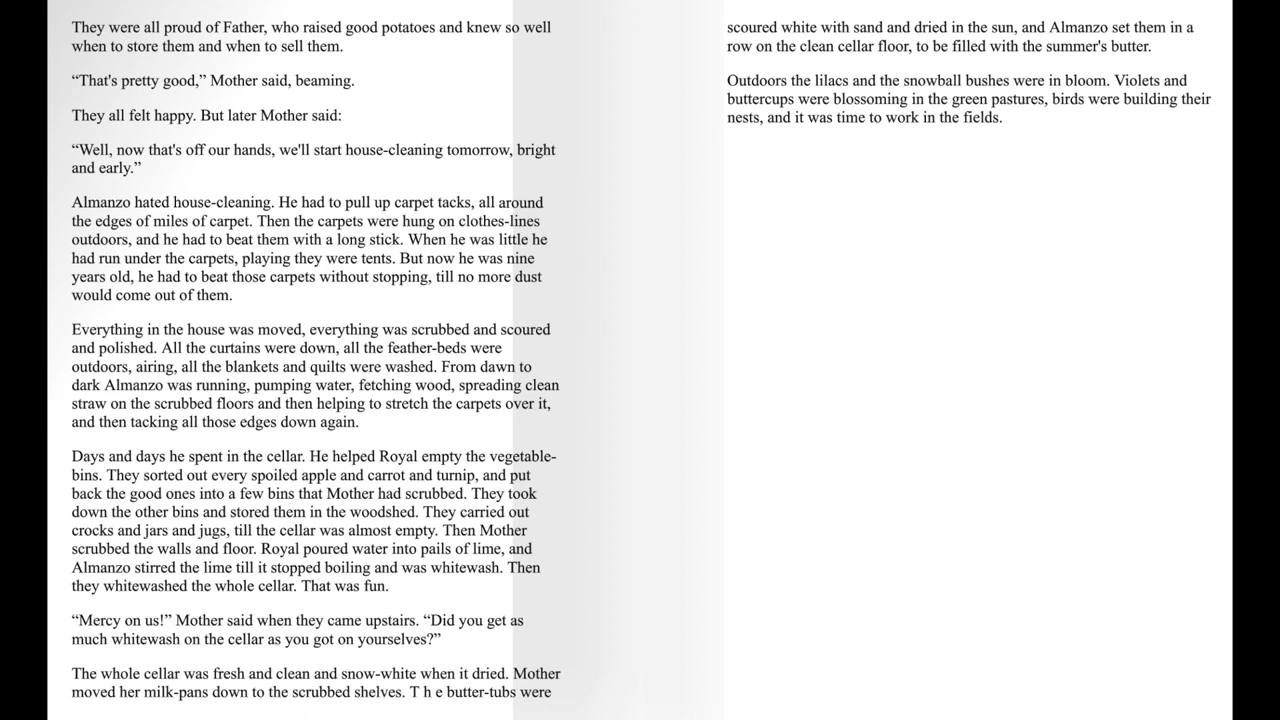 They were all proud of Father, who raised good potatoes and knew so well
when to store them and when to sell them.
“That's pretty good,” Mother said, beaming.
They all felt happy. But later Mother said:
“Well, now that's off our hands, we'll start house-cleaning tomorrow, bright
and early.”
Almanzo hated house-cleaning. He had to pull up carpet tacks, all around
the edges of miles of carpet. Then the carpets were hung on clothes-lines
outdoors, and he had to beat them with a long stick. When he was little he
had run under the carpets, playing they were tents. But now he was nine
years old, he had to beat those carpets without stopping, till no more dust
would come out of them.
Everything in the house was moved, everything was scrubbed and scoured
and polished. All the curtains were down, all the feather-beds were
outdoors, airing, all the blankets and quilts were washed. From dawn to
dark Almanzo was running, pumping water, fetching wood, spreading clean
straw on the scrubbed floors and then helping to stretch the carpets over it,
and then tacking all those edges down again.
Days and days he spent in the cellar. He helped Royal empty the vegetable-
bins. They sorted out every spoiled apple and carrot and turnip, and put
back the good ones into a few bins that Mother had scrubbed. They took
down the other bins and stored them in the woodshed. They carried out
crocks and jars and jugs, till the cellar was almost empty. Then Mother
scrubbed the walls and floor. Royal poured water into pails of lime, and
Almanzo stirred the lime till it stopped boiling and was whitewash. Then
they whitewashed the whole cellar. That was fun.
“Mercy on us!” Mother said when they came upstairs. “Did you get as
much whitewash on the cellar as you got on yourselves?”
The whole cellar was fresh and clean and snow-white when it dried. Mother
moved her milk-pans down to the scrubbed shelves. T h e butter-tubs were
scoured white with sand and dried in the sun, and Almanzo set them in a
row on the clean cellar floor, to be filled with the summer's butter.
Outdoors the lilacs and the snowball bushes were in bloom. Violets and
buttercups were blossoming in the green pastures, birds were building their
nests, and it was time to work in the fields.